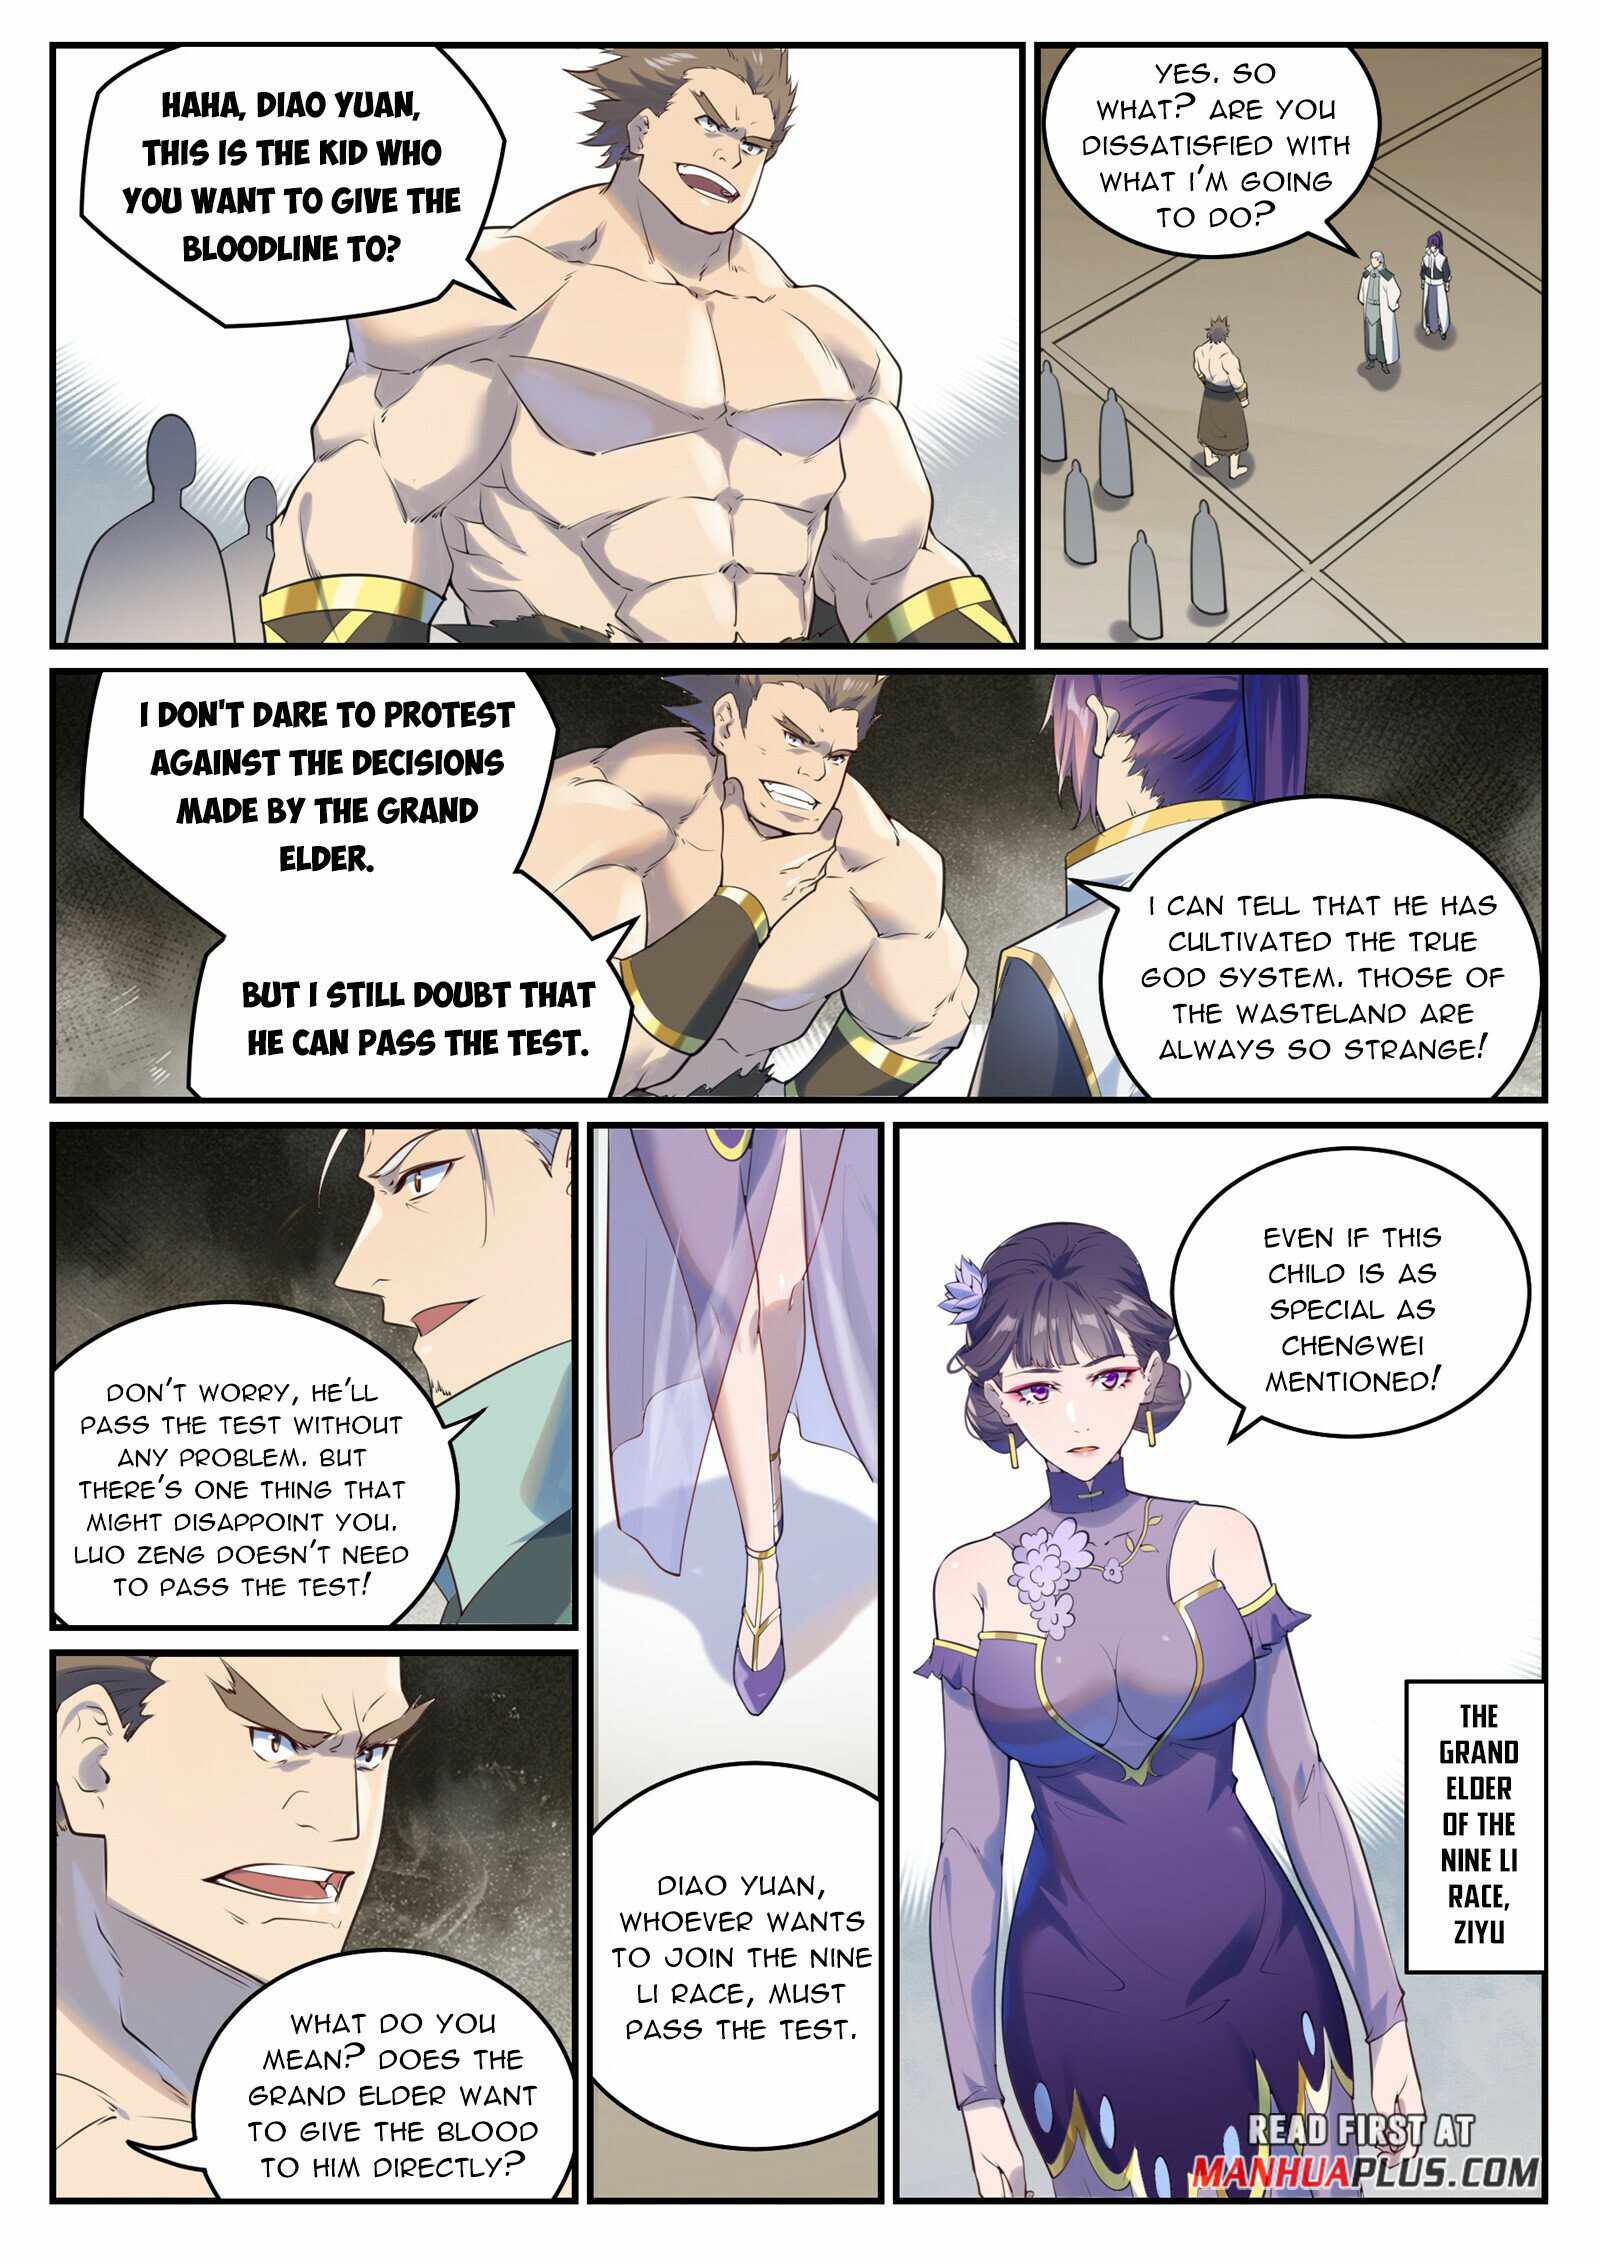 HAHA, DIAO YUAN,
THIS IS THE KID WHO
YOU WANT TO GIVE THE
BLOODLINE TO?
YES. SO
WHAT? ARE YOU
DISSATISFIED WITH
WHAT I'M GOING
TO DO?
I DON'T DARE TO PROTEST
AGAINST THE DECISIONS
MADE BY THE GRAND
ELDER.
BUT I STILL DOUBT THAT
HE CAN PASS THE TEST.
I CAN TELL THAT HE HAS
CULTIVATED THE TRUE
GOD SYSTEM. THOSE OF
THE WASTELAND ARE
ALWAYS SO STRANGE!
DON'T WORRY, HE'LL
PASS THE TEST WITHOUT
ANY PROBLEM. BUT
THERE'S ONE THING THAT
MIGHT DISAPPOINT YOU.
LUO ZENG DOESN'T NEED
TO PASS THE TEST!
WHAT DO YOU
MEAN? DOES THE
GRAND ELDER WANT
TO GIVE THE BLOOD
TO HIM DIRECTLY?
DIAO YUAN,
WHOEVER WANTS
TO JOIN THE NINE
LI RACE, MUST
PASS THE TEST.
EVEN IF THIS
CHILD IS AS
SPECIAL AS
CHENGWEI
MENTIONED!
THE
GRAND
ELDER
OF THE
NINE LI
RACE,
ZIYU
READ FIRST AT
MANHUAPLUS.COM